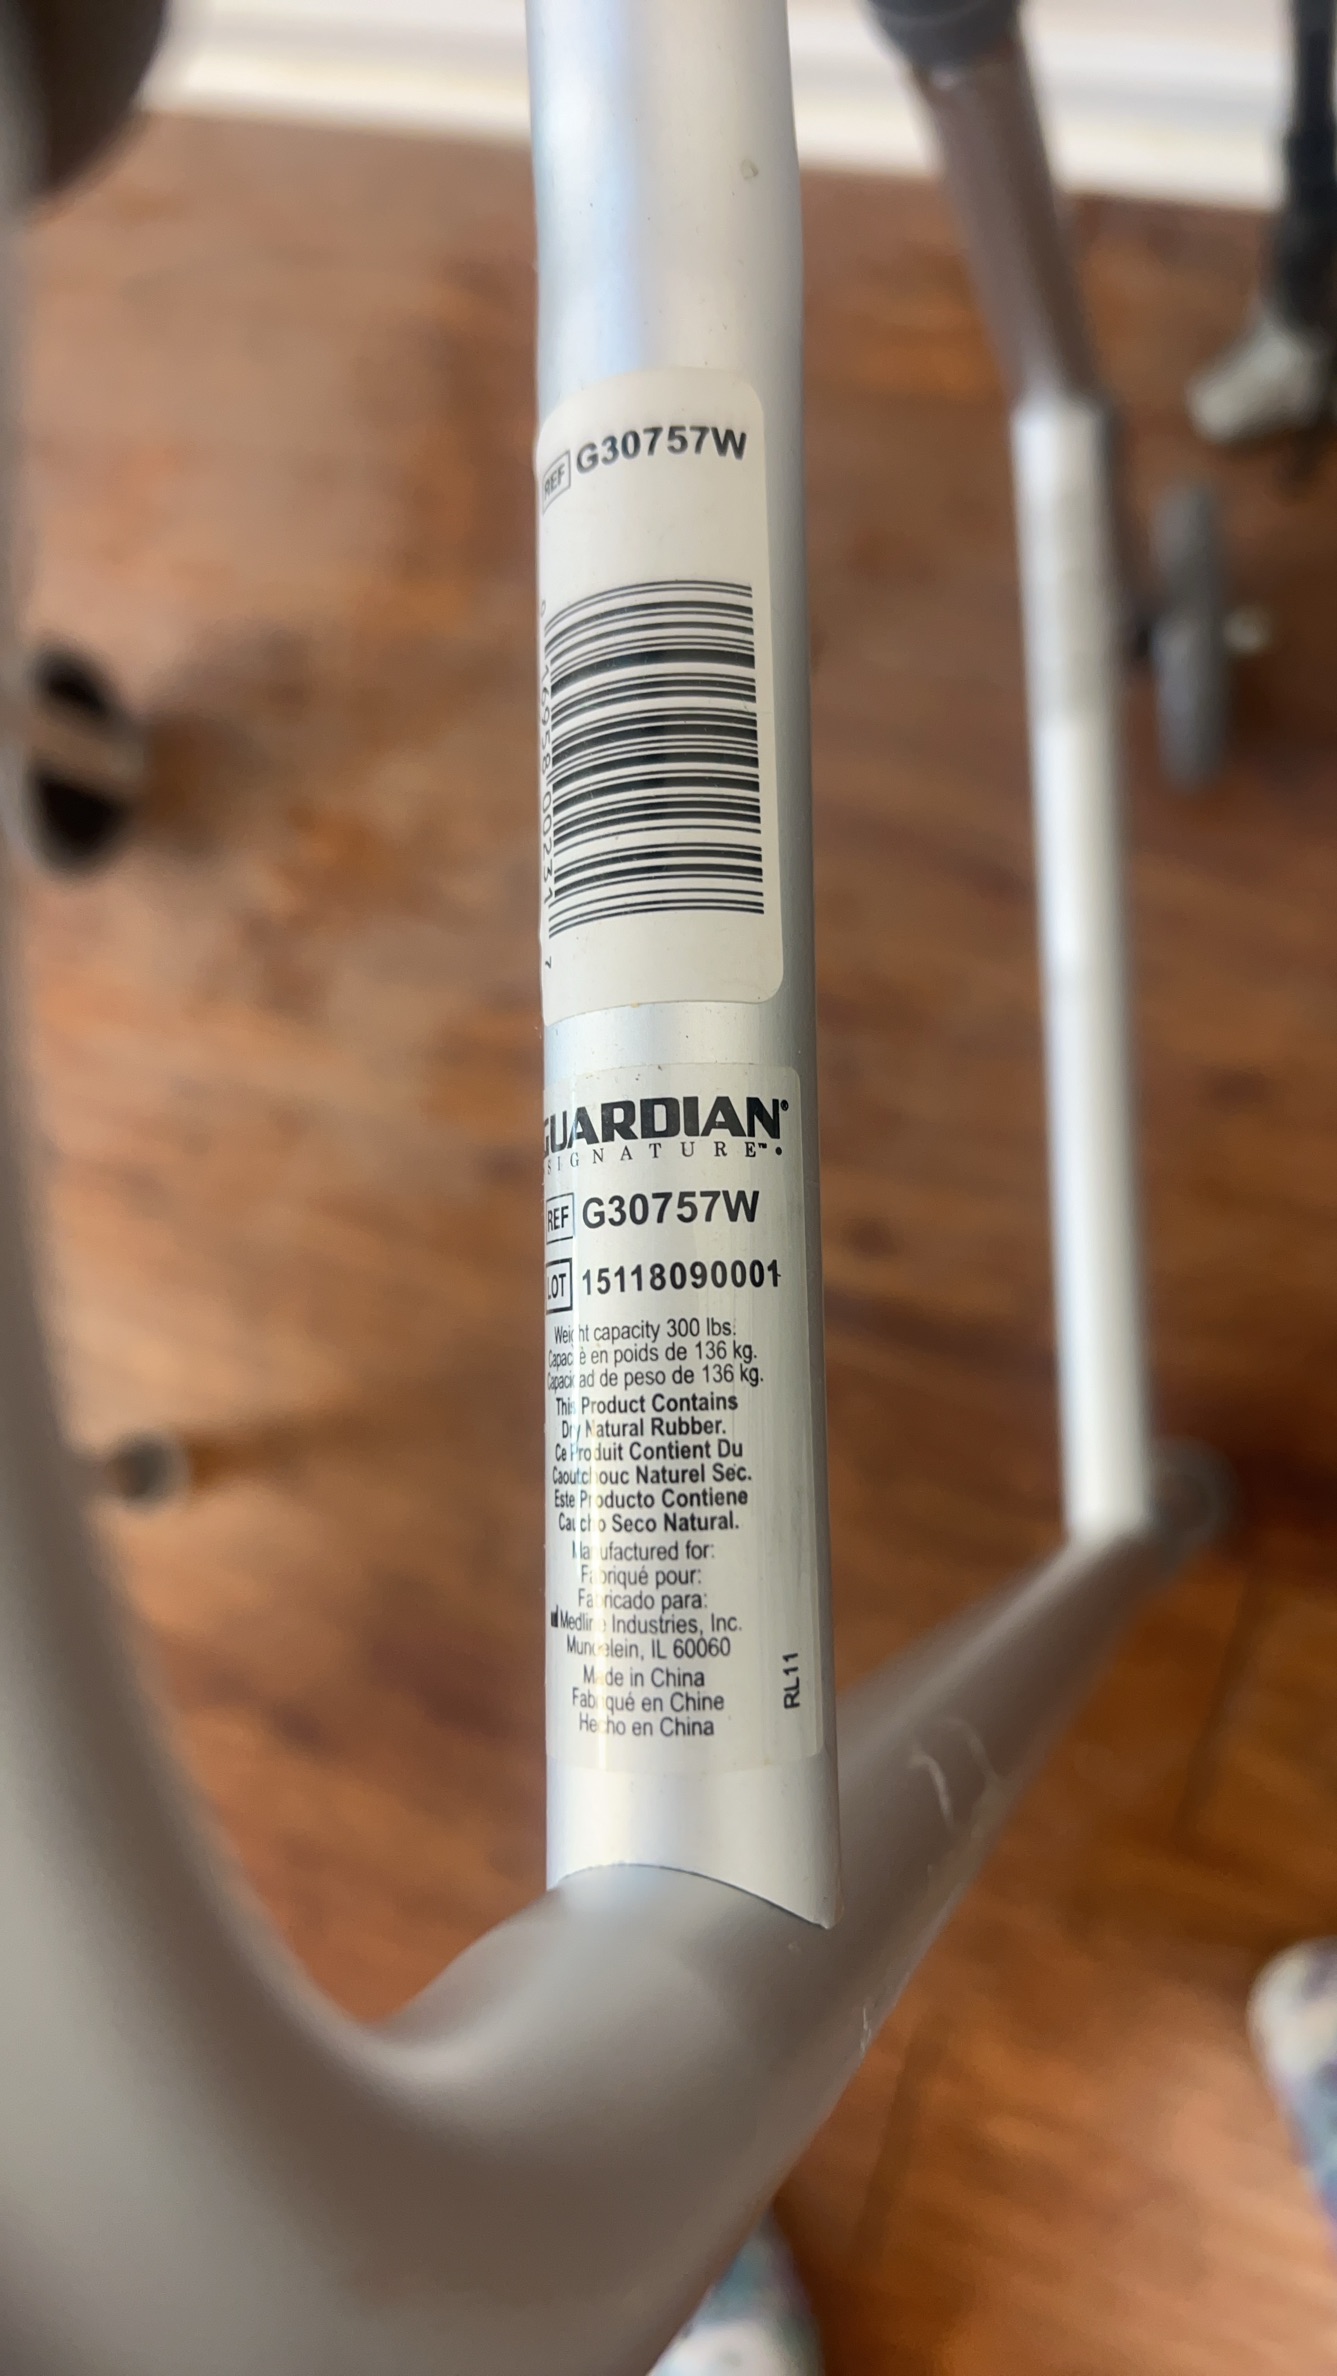 REF G30757W
GUARDIAN®
SIGNATURE™
REF G30757W
LOT 15118090001
Weight capacity 300 lbs.
Capacité en poids de 136 kg.
Capacidad de peso de 136 kg.
This Product Contains
Dry Natural Rubber.
Ce Produit Contient Du
Caoutchouc Naturel Sec.
Este Producto Contiene
Caucho Seco Natural.
Manufactured for:
Fabriqué pour:
Fabricado para:
Medline Industries, Inc.
Mundelein, IL 60060
Made in China
Fabriqué en Chine
Hecho en China
RL11